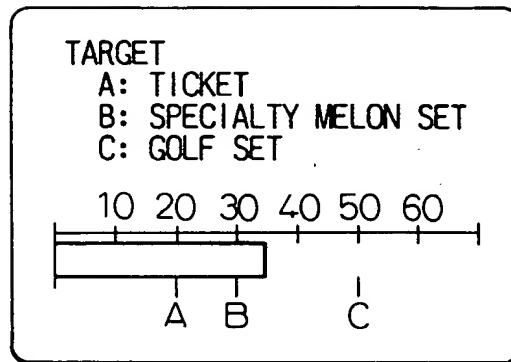 TARGET
A: TICKET
B: SPECIALTY MELON SET
C: GOLF SET
10 20 30 40 50 60
A B C